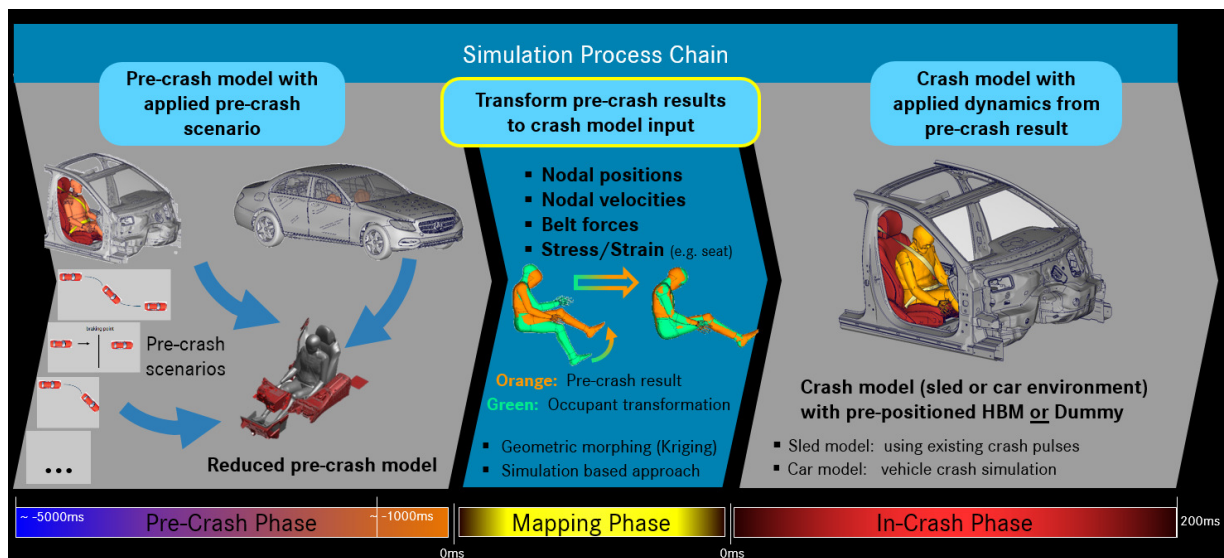 Simulation Process Chain
Pre-crash model with
applied pre-crash
scenario
Transform pre-crash results
to crash model input
Crash model with
applied dynamics from
pre-crash result
▪ Nodal positions
▪ Nodal velocities
▪ Belt forces
▪ Stress/Strain (e.g. seat)
braking point
Pre-crash
scenarios
...
Reduced pre-crash model
Orange: Pre-crash result
Green: Occupant transformation
▪ Geometric morphing (Kriging)
▪ Simulation based approach
Crash model (sled or car environment)
with pre-positioned HBM or Dummy
▪ Sled model: using existing crash pulses
▪ Car model: vehicle crash simulation
~ -5000ms
Pre-Crash Phase
~ -1000ms
0ms
Mapping Phase
0ms
In-Crash Phase
200ms